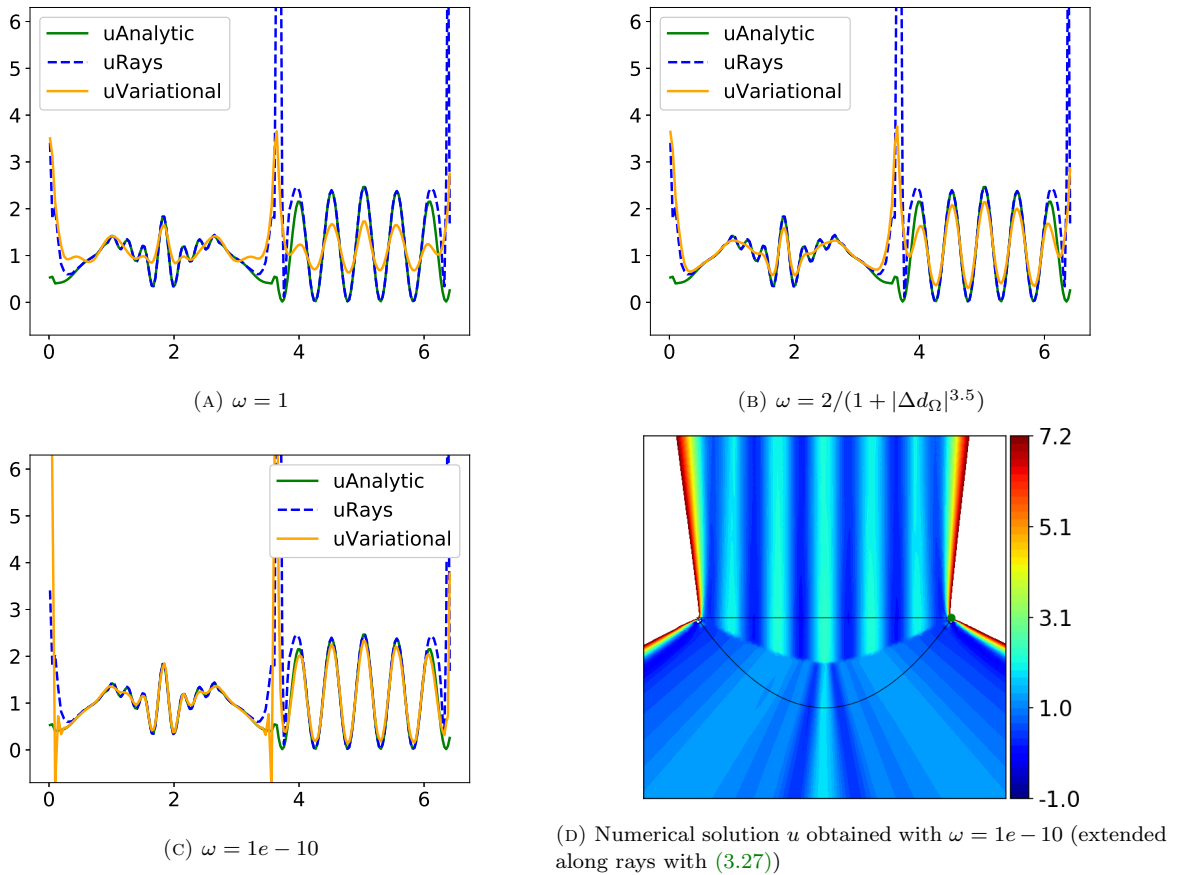 6
5
4
3
2
1
0
0 2 4 6
uAnalytic
uRays
uVariational
(A) ω = 1
6
5
4
3
2
1
0
0 2 4 6
uAnalytic
uRays
uVariational
(B) ω = 2/(1 + |Δd_Ω|^{3.5})
6
5
4
3
2
1
0
0 2 4 6
uAnalytic
uRays
uVariational
(C) ω = 1e − 10
7.2
5.1
3.1
1.0
-1.0
(D) Numerical solution u obtained with ω = 1e − 10 (extended
along rays with (3.27))